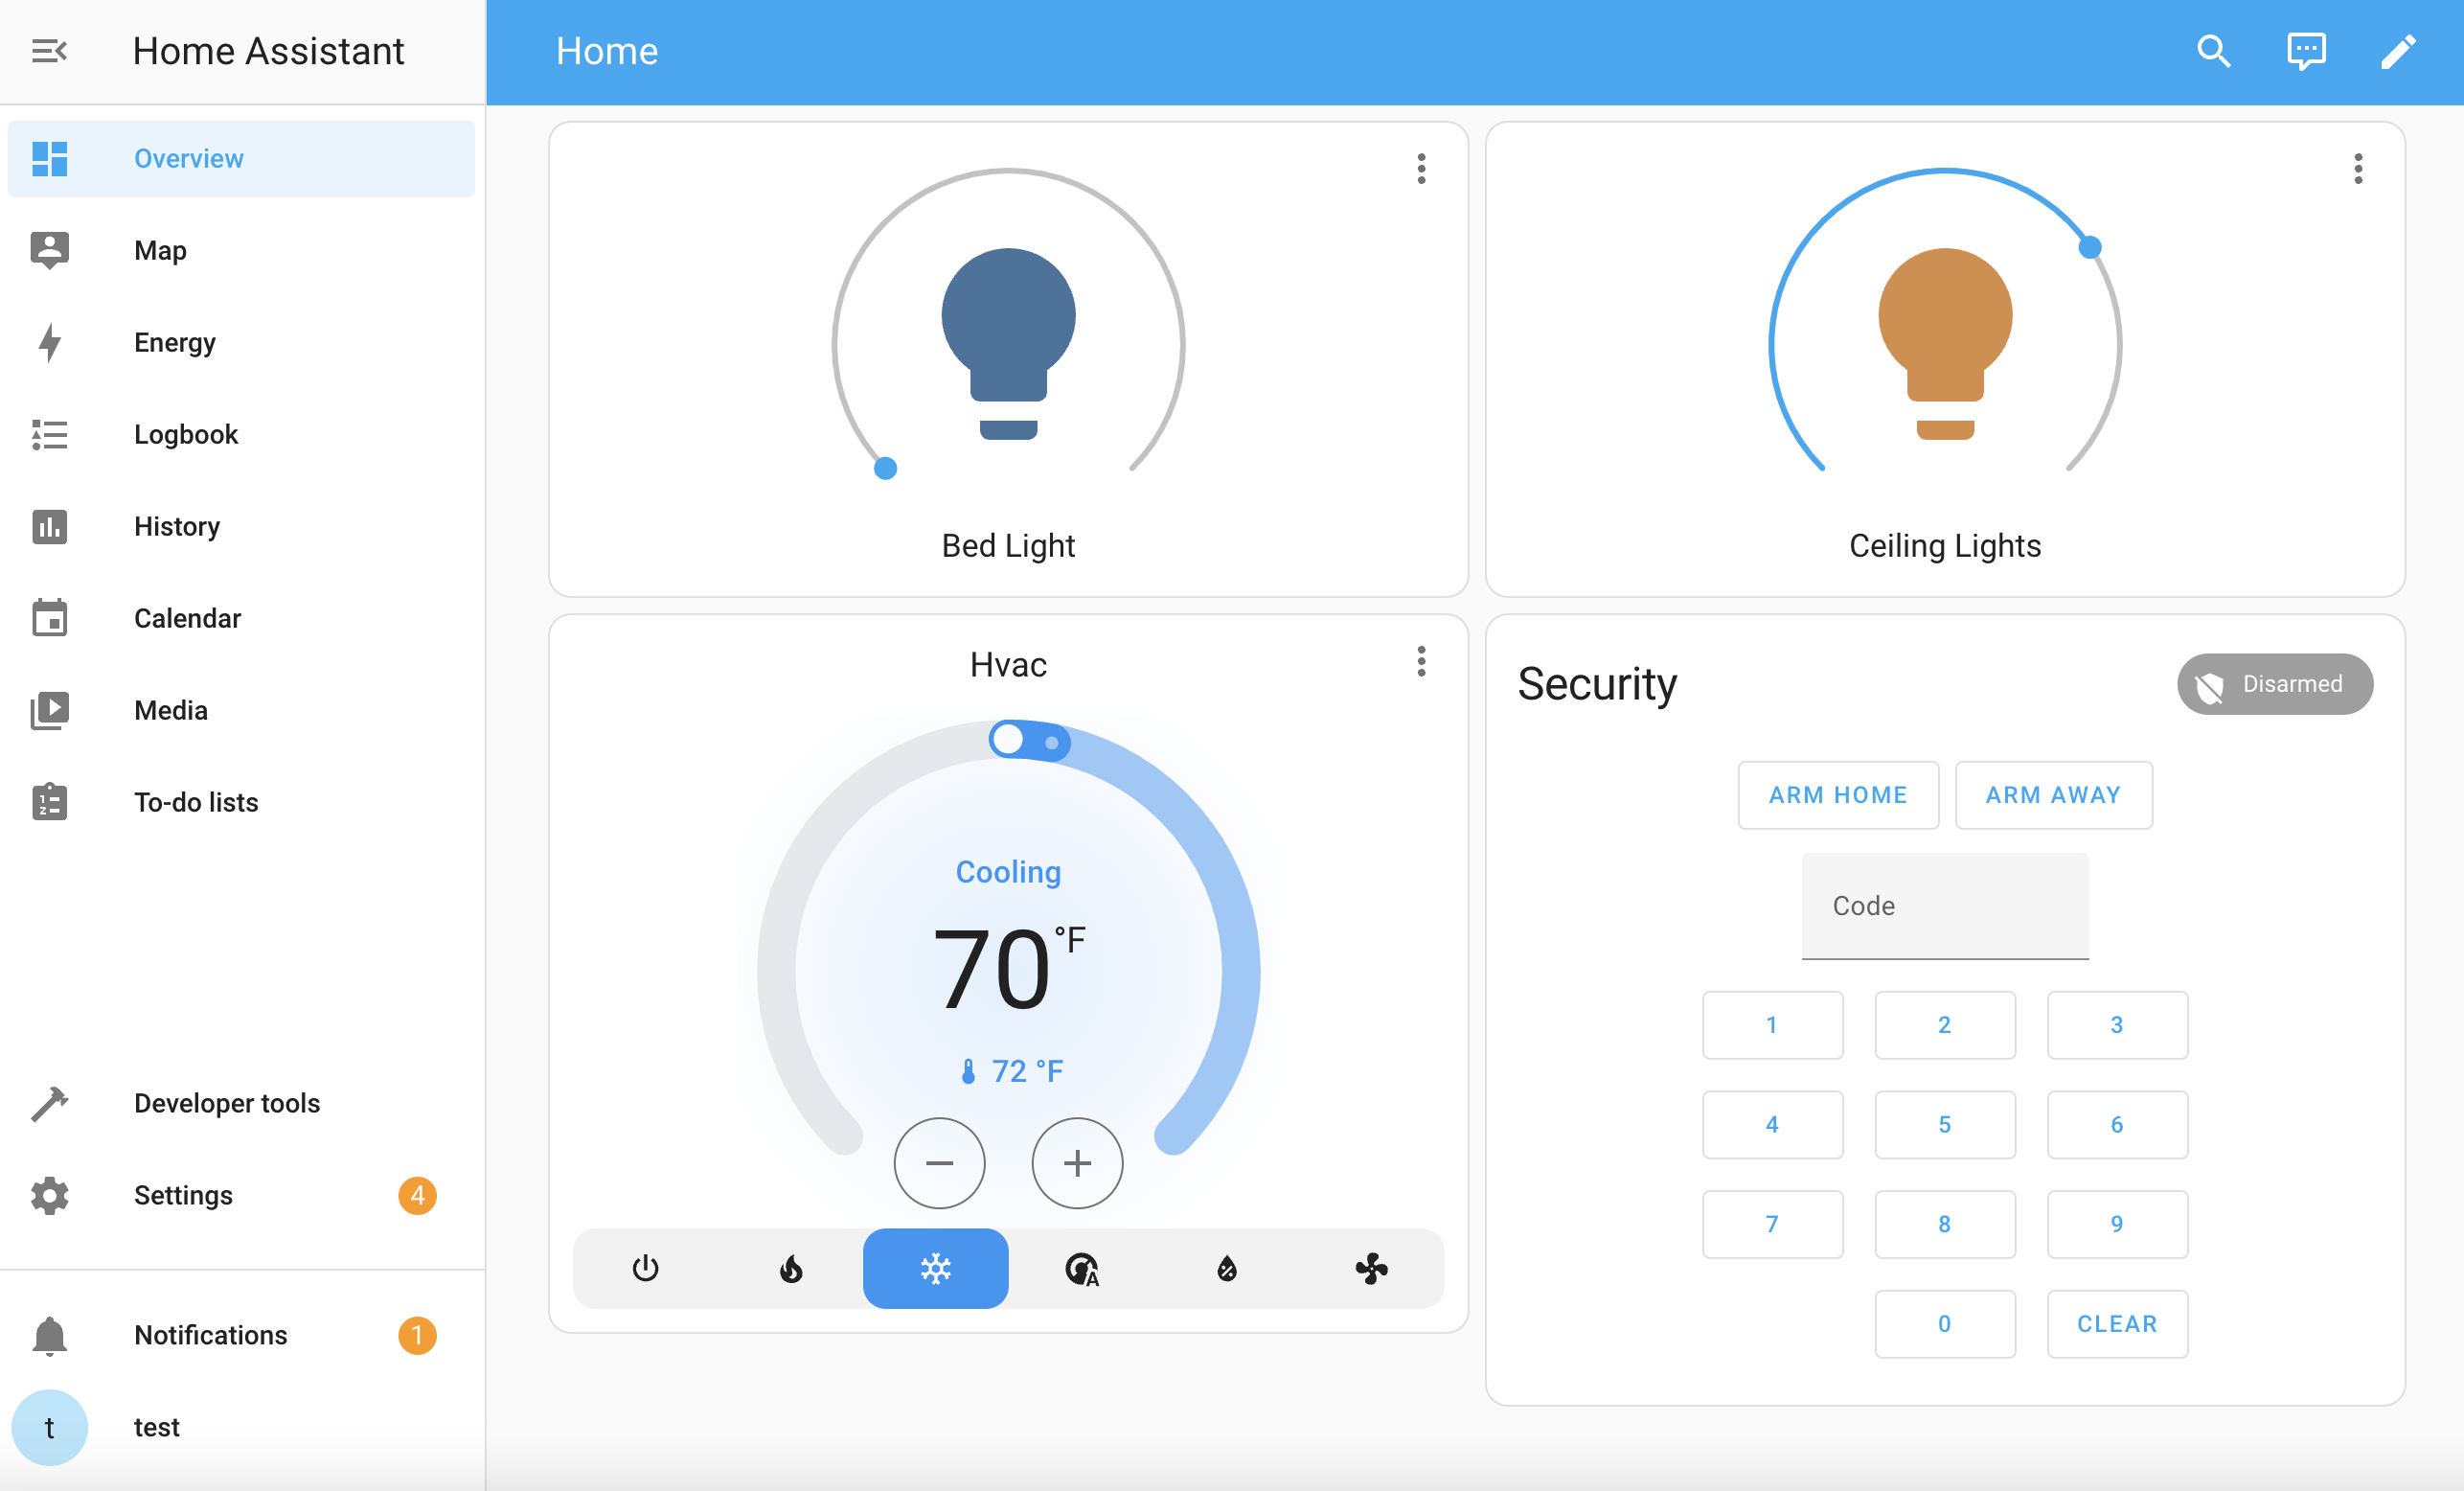 Home Assistant
Home
Overview
Map
Energy
Logbook
History
Calendar
Media
To-do lists
Developer tools
Settings 4
Notifications 1
t test
Bed Light
Ceiling Lights
Hvac
Cooling
70 °F
72 °F
A
Security
Disarmed
ARM HOME ARM AWAY
Code
1 2 3
4 5 6
7 8 9
0 CLEAR